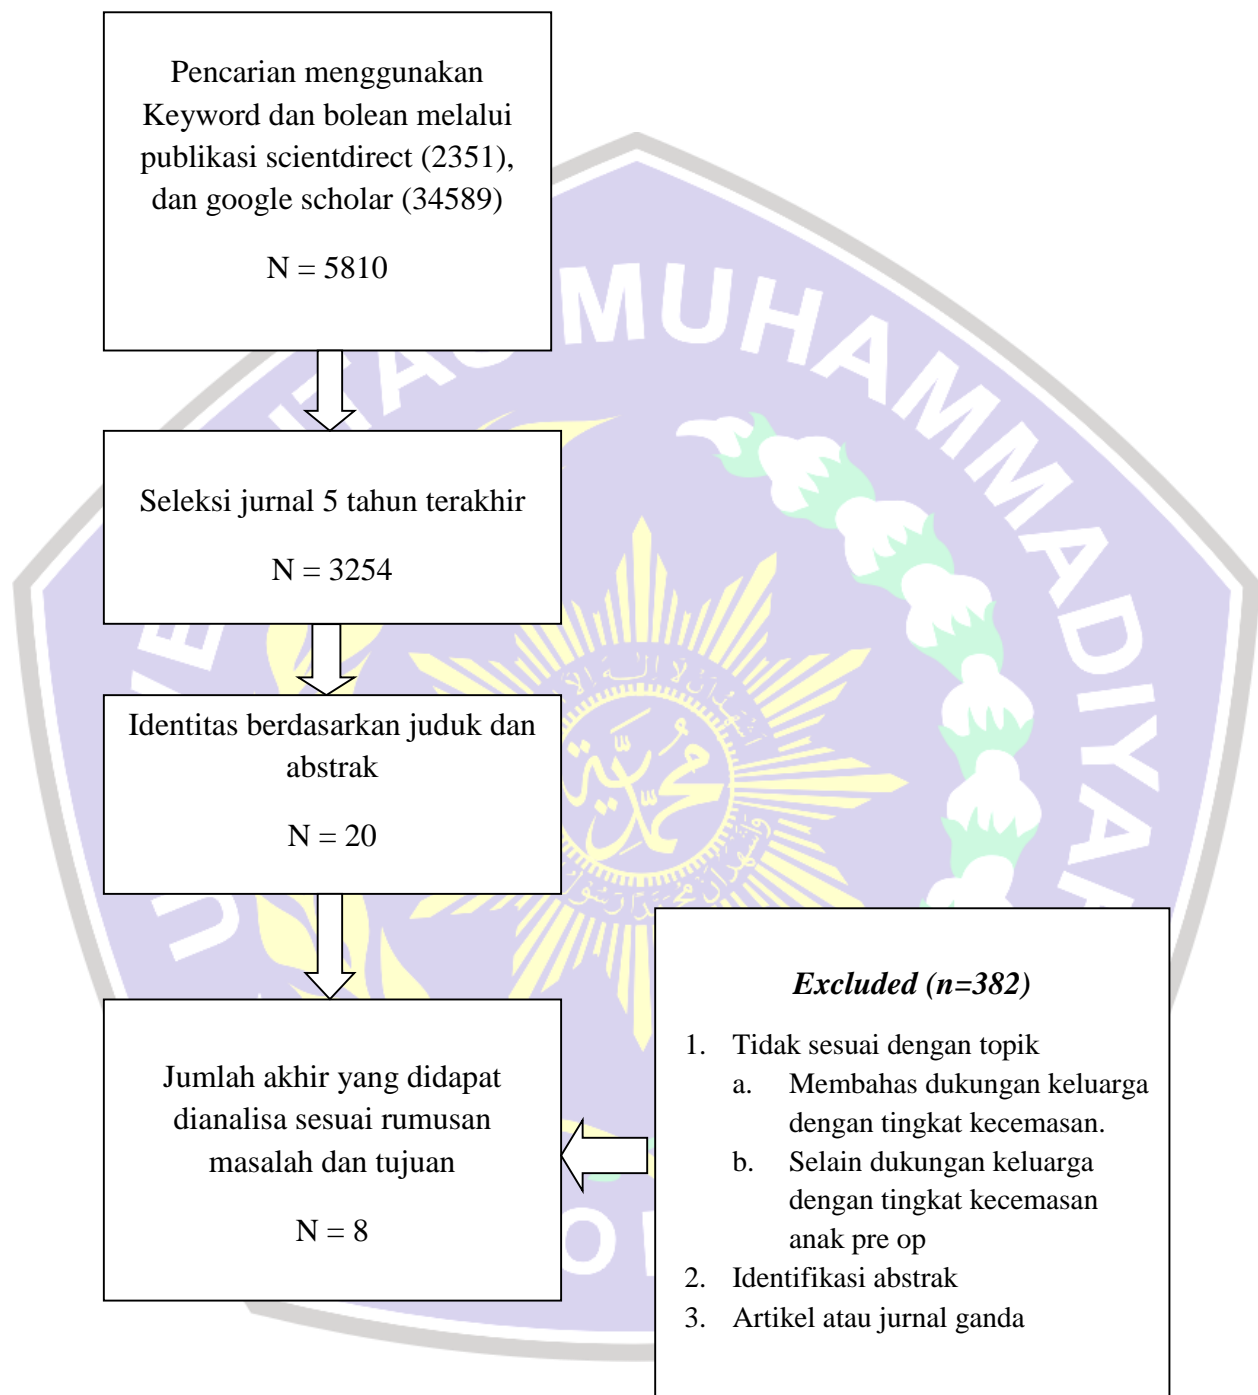 Pencarian menggunakan
Keyword dan bolean melalui
publikasi scientdirect (2351),
dan google scholar (34589)
N = 5810
Seleksi jurnal 5 tahun terakhir
N = 3254
Identitas berdasarkan juduk dan
abstrak
N = 20
Jumlah akhir yang didapat
dianalisa sesuai rumusan
masalah dan tujuan
N = 8
Excluded (n=382)
1. Tidak sesuai dengan topik
a. Membahas dukungan keluarga
dengan tingkat kecemasan.
b. Selain dukungan keluarga
dengan tingkat kecemasan
anak pre op
2. Identifikasi abstrak
3. Artikel atau jurnal ganda
MUHAMMADIYAH